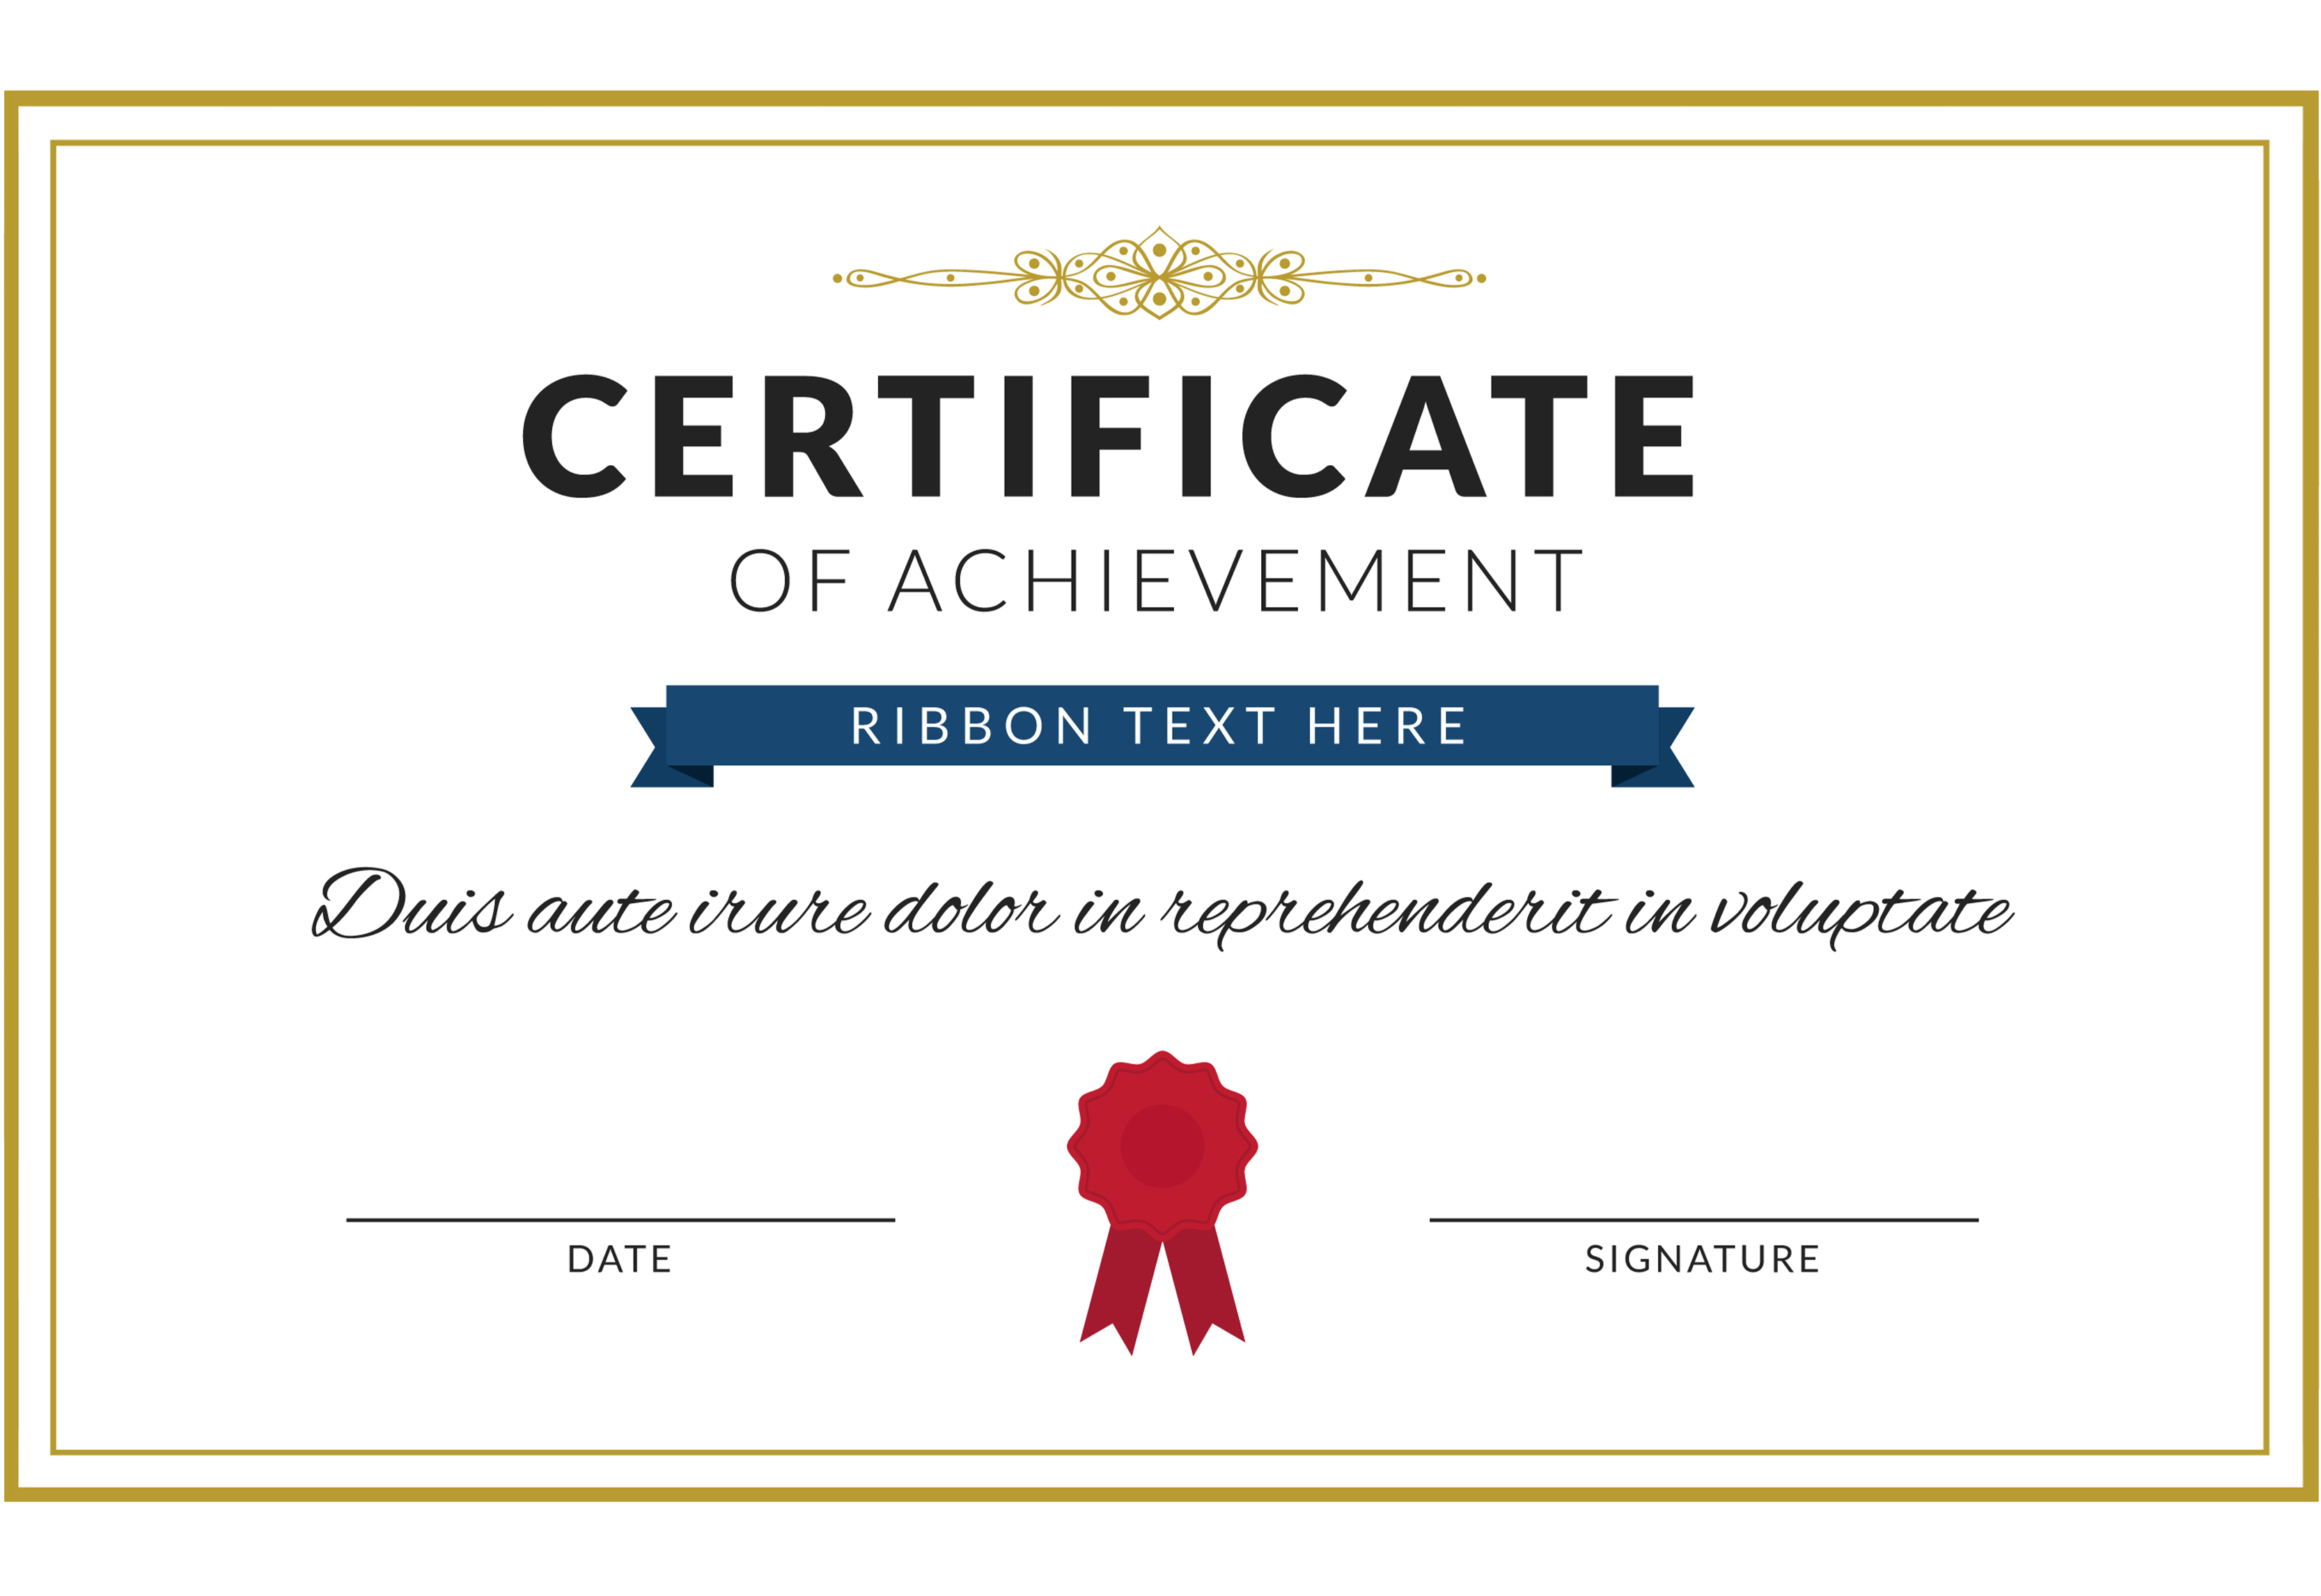 CERTIFICATE
OF ACHIEVEMENT
RIBBON TEXT HERE
Duis aute irure dolor in reprehenderit in voluptate
DATE
SIGNATURE